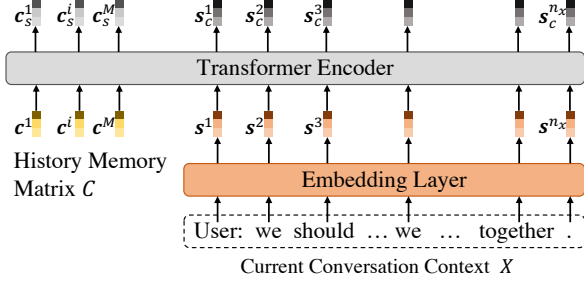 c_s^1 c_s^i c_s^M s_c^1 s_c^2 s_c^3 s_c^{n_x}
Transformer Encoder
c^1 c^i c^M s^1 s^2 s^3 s^{n_x}
History Memory
Matrix C
Embedding Layer
User: we should ... we ... together .
Current Conversation Context X